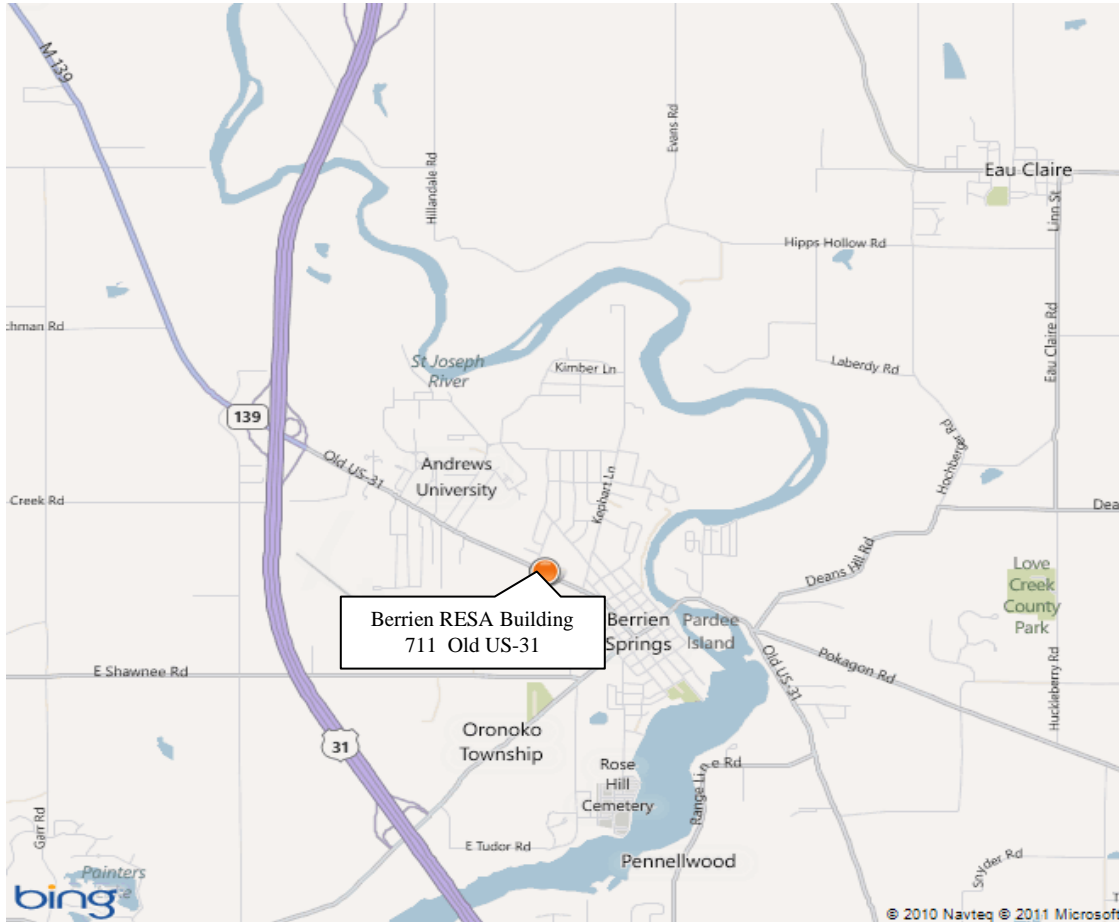 M 139
Evans Rd
Hillandale Rd
Eau Claire
Linn St
Hipps Hollow Rd
chman Rd
St Joseph
River
Kimber Ln
Laberdy Rd
Eau Claire Rd
139
Old US-31
Andrews
University
Kephart Ln
Hochberger Rd
Creek Rd
Dea
Deans Hill Rd
Love
Creek
County
Park
Berrien RESA Building
711 Old US-31
Berrien
Springs
Pardee
Island
E Shawnee Rd
Old US-31
Pokagon Rd
Huckleberry Rd
31
Oronoko
Township
Rose
Hill
Cemetery
Range Lin e Rd
Garr Rd
E Tudor Rd
Pennellwood
Snyder Rd
Painters
bing
© 2010 Navteq © 2011 Microsoft